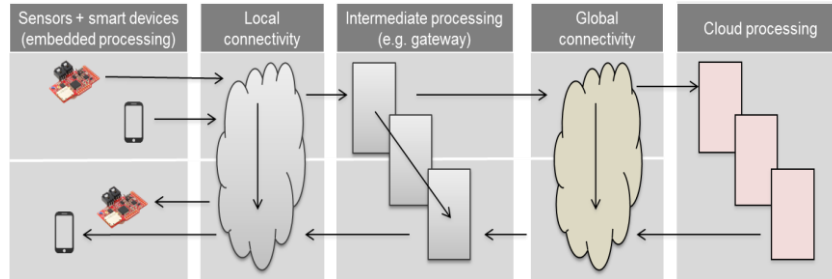 Sensors + smart devices
(embedded processing)
Local
connectivity
Intermediate processing
(e.g. gateway)
Global
connectivity
Cloud processing